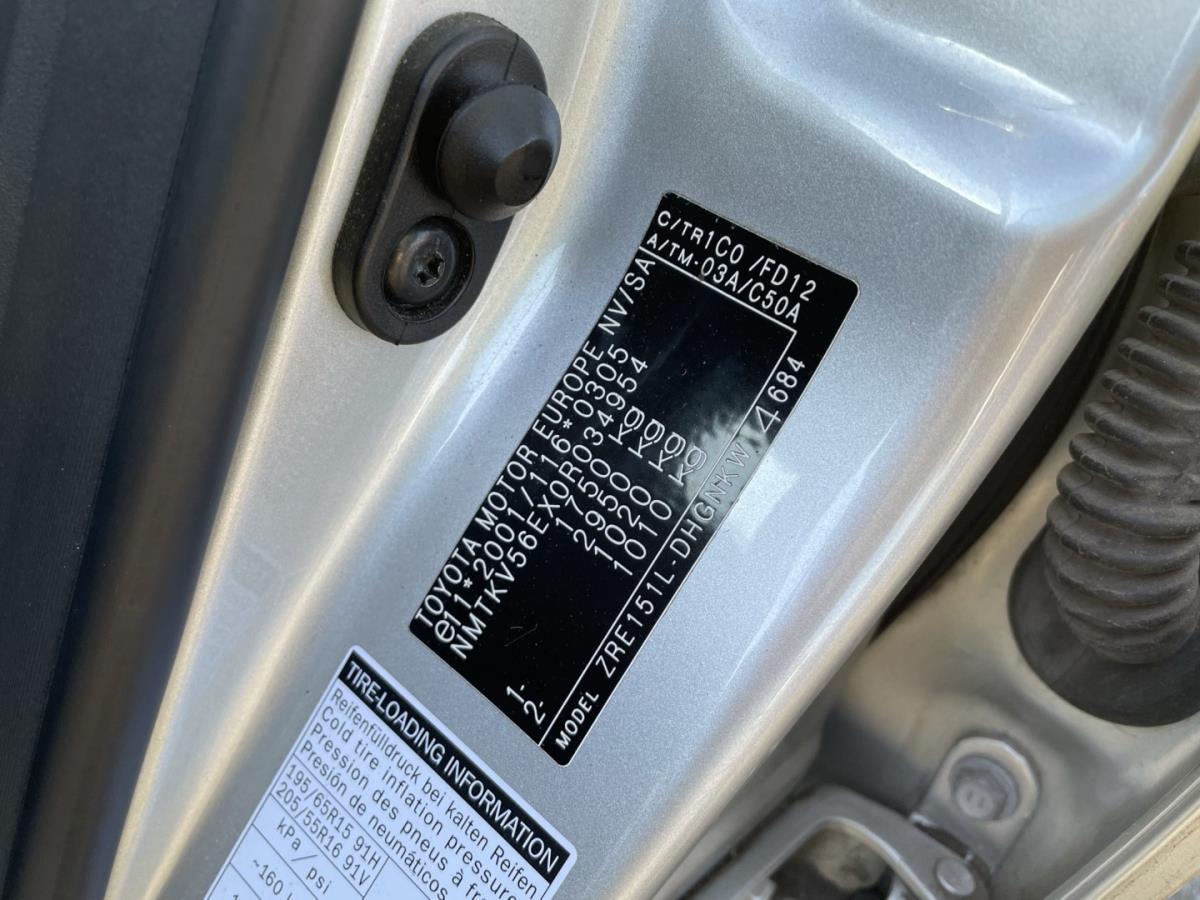 C/TR1C0 /FD12
A/TM-03A/C50A
TOYOTA MOTOR EUROPE NV/SA
e11*2001/116*0305
NMTKV56EX0R034954
1750 kg
2950 kg
1- 1020 kg
2- 1010 kg
MODEL ZRE151L-DHGNKW 4684
TIRE-LOADING INFORMATION
Reifenfülldruck bei kalten Reifen
Cold tire inflation pressure
Pression des pneus à
Presión de neumáticos
195/65R15 91H
205/55R16 91V
kPa / psi
~160